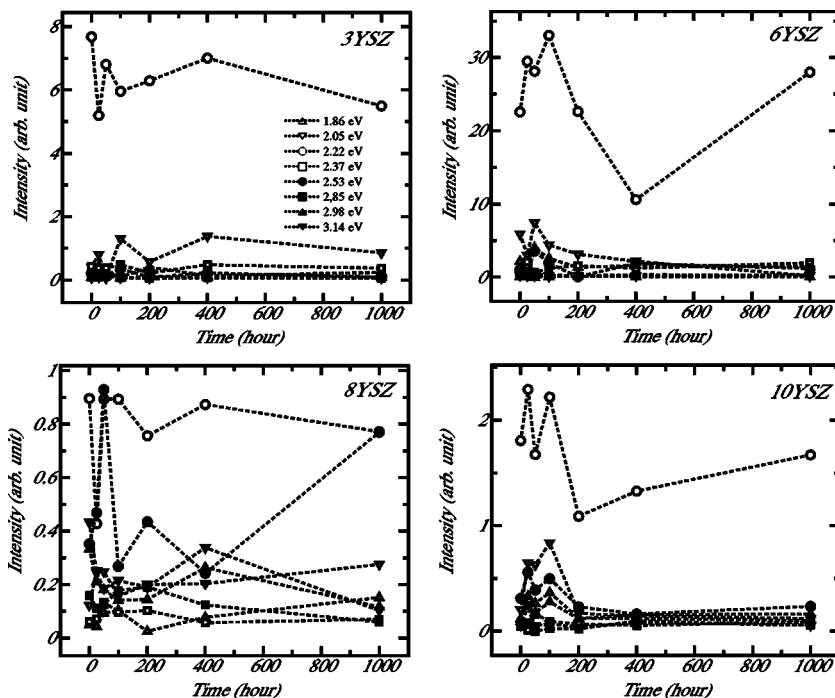 3YSZ
Intensity (arb. unit)
8
6
4
2
0
1.86 eV
2.05 eV
2.22 eV
2.37 eV
2.53 eV
2,85 eV
2.98 eV
3.14 eV
0 200 400 600 800 1000
Time (hour)
6YSZ
Intensity (arb. unit)
30
20
10
0
0 200 400 600 800 1000
Time (hour)
8YSZ
Intensity (arb. unit)
1
0.8
0.6
0.4
0.2
0
0 200 400 600 800 1000
Time (hour)
10YSZ
Intensity (arb. unit)
2
1
0
0 200 400 600 800 1000
Time (hour)